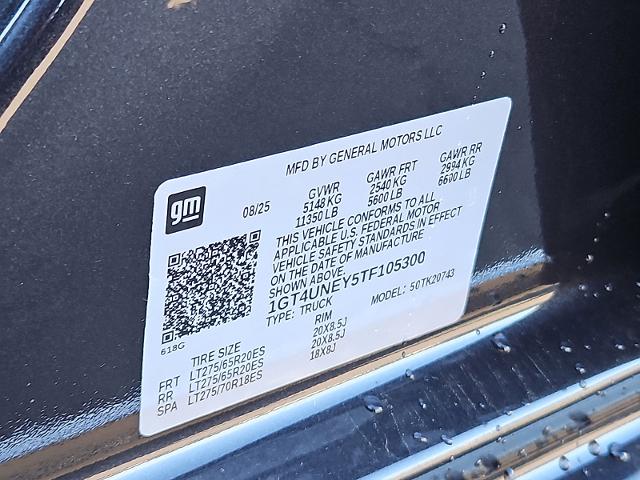 MFD BY GENERAL MOTORS LLC
gm
08/25
GVWR GAWR FRT GAWR RR
5148 KG 2540 KG 2994 KG
11350 LB 5600 LB 6600 LB
THIS VEHICLE CONFORMS TO ALL
APPLICABLE U.S. FEDERAL MOTOR
VEHICLE SAFETY STANDARDS IN EFFECT
ON THE DATE OF MANUFACTURE
SHOWN ABOVE.
1GT4UNEY5TF105300
TYPE: TRUCK MODEL: 50TK20743
618G
TIRE SIZE RIM
FRT LT275/65R20ES 20X8.5J
RR LT275/65R20ES 20X8.5J
SPA LT275/70R18ES 18X8J